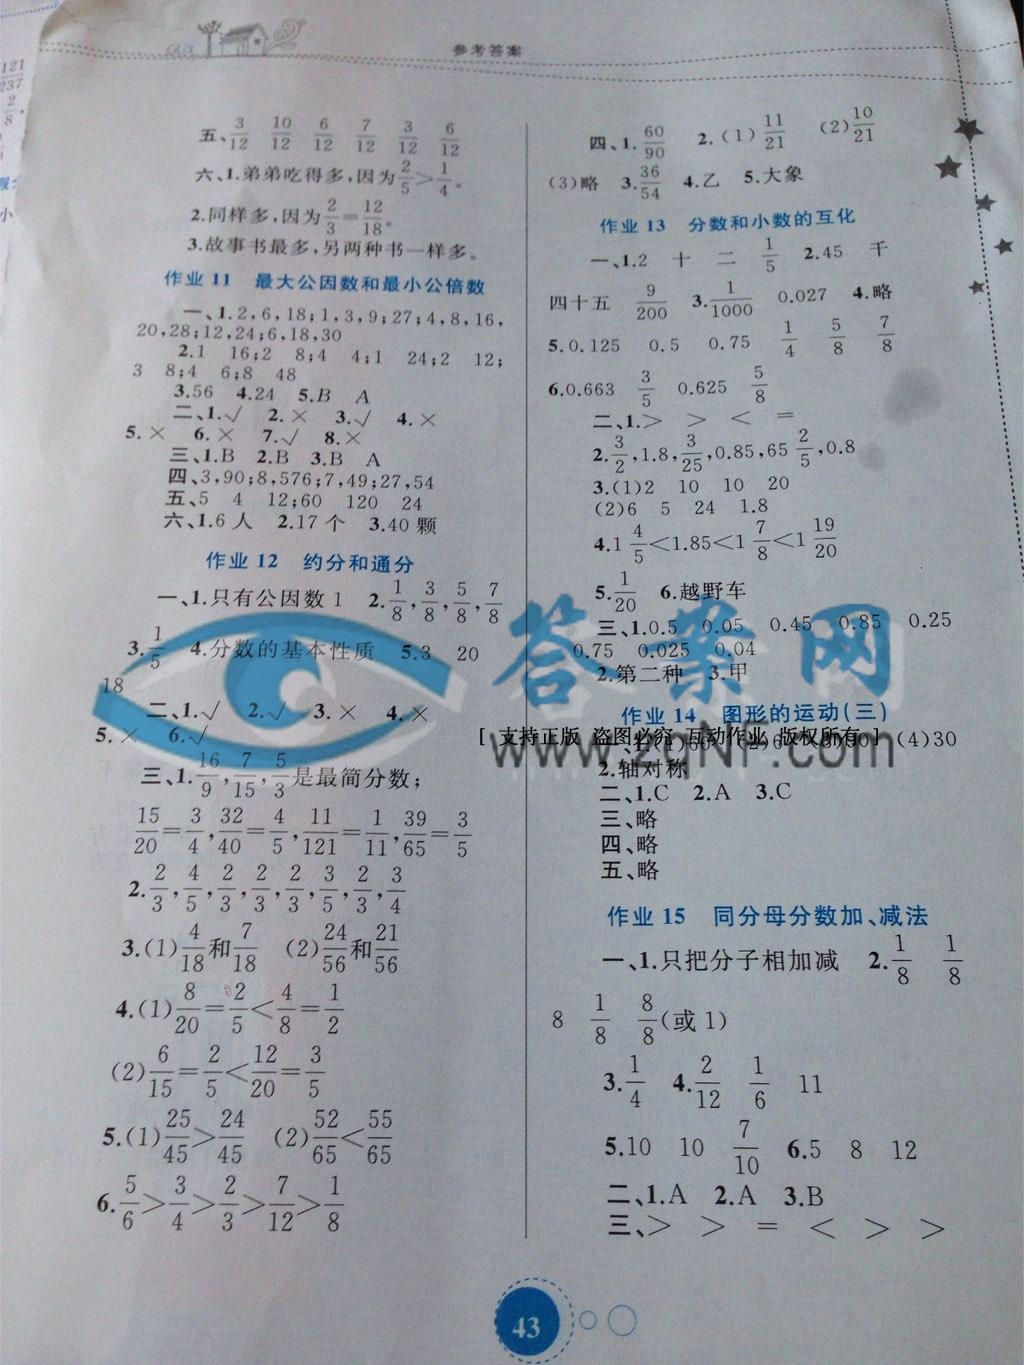 参考答案
121
237
2
8
小
五、3/12 10/12 6/12 7/12 3/12 6/12
六、1.弟弟吃得多,因为2/5>1/4。
2.同样多,因为2/3=12/18。
3.故事书最多,另两种书一样多。
作业 11 最大公因数和最小公倍数
一、1.2,6,18;1,3,9;27;4,8,16,
20,28;12,24;6,18,30
2.1 16;2 8;4 4;1 24;2 12;
3 8;4 6;8 48
3.56 4.24 5.B A
二、1.√ 2.× 3.√ 4.×
5.× 6.× 7.√ 8.×
三、1.B 2.B 3.B A
四、3,90;8,576;7,49;27,54
五、5 4 12;60 120 24
六、1.6 人 2.17 个 3.40 颗
作业 12 约分和通分
一、1.只有公因数 1 2.1/8,3/8,5/8,7/8
3.1/5 4.分数的基本性质 5.3 20
18
二、1.√ 2.√ 3.× 4.×
5.× 6.√
三、1.16/9,7/15,5/3是最简分数;
15/20=3/4,32/40=4/5,11/121=1/11,39/65=3/5
2.2/3,4/5,2/3,2/3,2/3,3/5,2/3,3/4
3.(1)4/18和7/18 (2)24/56和21/56
4.(1)8/20=2/5<4/8=1/2
(2)6/15=2/5<12/20=3/5
5.(1)25/45>24/45 (2)52/65<55/65
6.5/6>3/4>2/3>7/12>1/8
四、1.60/90 2.(1)11/21 (2)10/21
(3)略 3.36/54 4.乙 5.大象
作业 13 分数和小数的互化
一、1.2 十 二 1/5 2.45 千
四十五 9/200 3.1/1000 0.027 4.略
5.0.125 0.5 0.75 1/4 5/8 7/8
6.0.663 3/5 0.625 5/8
二、1.> > < =
2.3/2,1.8,3/25,0.85,65 2/5,0.8
3.(1)2 10 10 20
(2)6 5 24 1.8
4.1 4/5<1.85<1 7/8<1 19/20
5.1/20 6.越野车
三、1.0.5 0.05 0.45 0.85 0.25
0.75 0.025 0.04
2.第二种 3.甲
答案网
作业 14 图形的运动(三)
[ 支持正版 盗图必究 互动作业 版权所有 ]
(4)30
www.zqNF.com
2.轴对称
二、1.C 2.A 3.C
三、略
四、略
五、略
作业 15 同分母分数加、减法
一、1.只把分子相加减 2.1/8 1/8
8 1/8 8/8(或 1)
3.1/4 4.2/12 1/6 11
5.10 10 7/10 6.5 8 12
二、1.A 2.A 3.B
三、> > = < > >
43